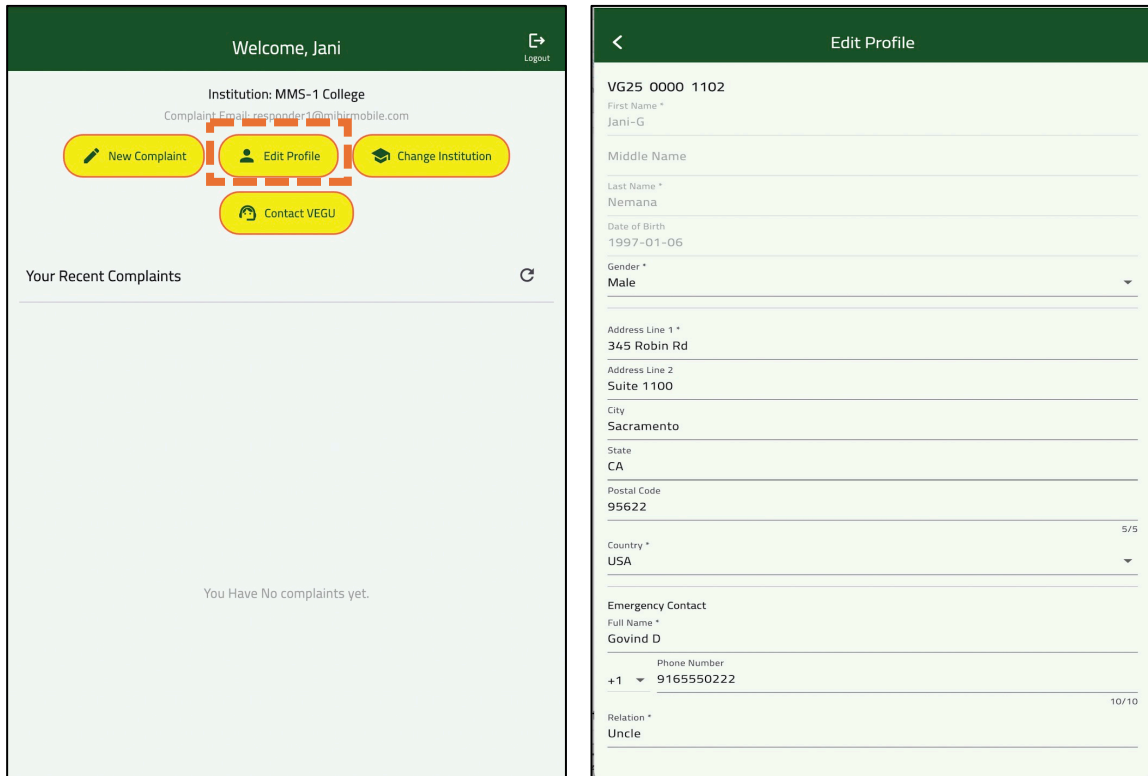 Welcome, Jani
Logout
Institution: MMS-1 College
Complaint Email: responder1@mihirmobile.com
New Complaint
Edit Profile
Change Institution
Contact VEGU
Your Recent Complaints
You Have No complaints yet.
Edit Profile
VG25 0000 1102
First Name *
Jani-G
Middle Name
Last Name *
Nemana
Date of Birth
1997-01-06
Gender *
Male
Address Line 1 *
345 Robin Rd
Address Line 2
Suite 1100
City
Sacramento
State
CA
Postal Code
95622
5/5
Country *
USA
Emergency Contact
Full Name *
Govind D
Phone Number
+1 9165550222
10/10
Relation *
Uncle